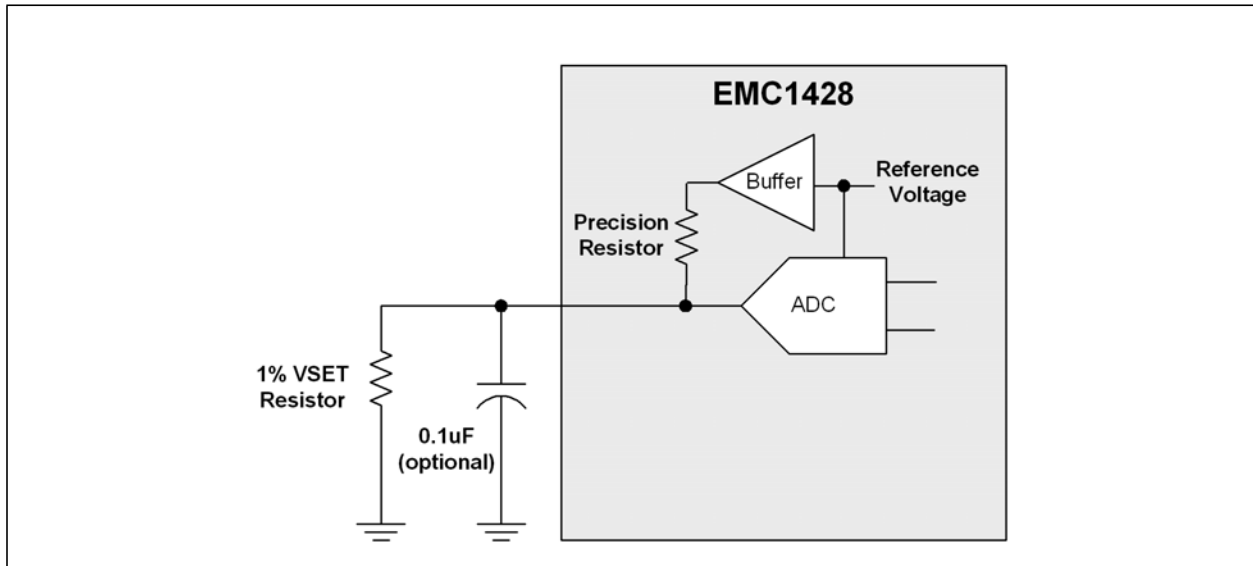 EMC1428
Buffer
Reference
Voltage
Precision
Resistor
ADC
1% VSET
Resistor
0.1uF
(optional)